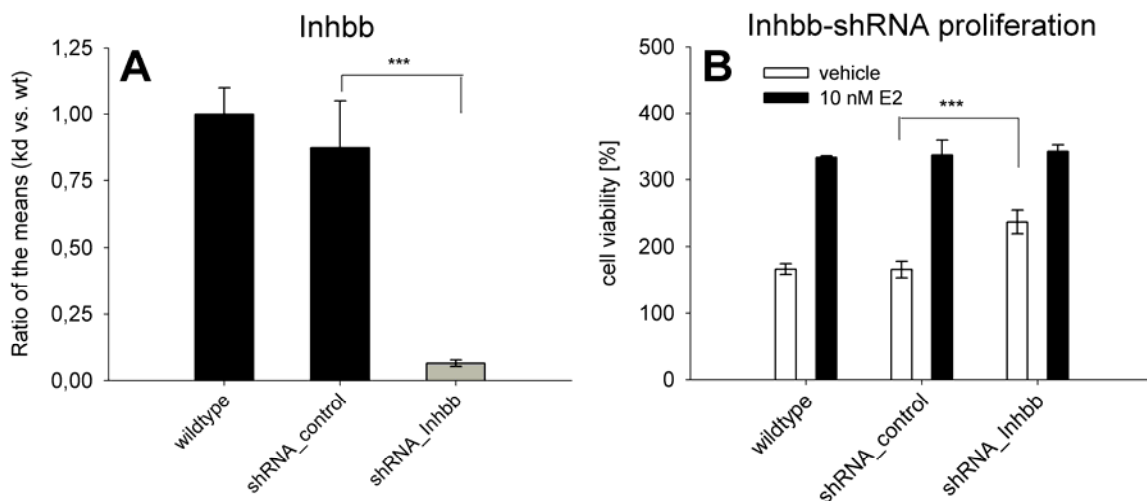 Inhbb
A
1,25
1,00
0,75
0,50
0,25
0,00
Ratio of the means (kd vs. wt)
***
wildtype
shRNA_control
shRNA_Inhbb
Inhbb-shRNA proliferation
B
500
400
300
200
100
0
cell viability [%]
vehicle
10 nM E2
***
wildtype
shRNA_control
shRNA_Inhbb